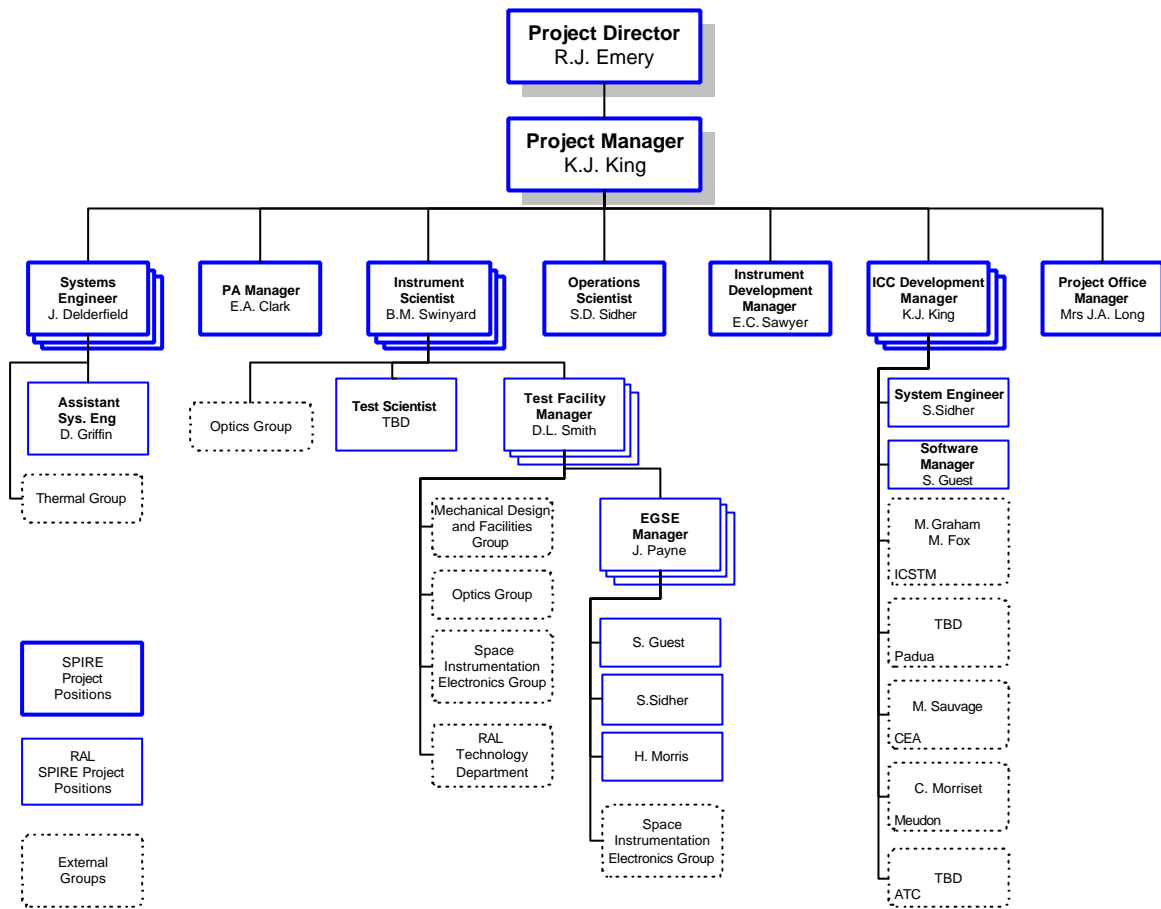 Project Director
R.J. Emery
Project Manager
K.J. King
Systems
Engineer
J. Delderfield
PA Manager
E.A. Clark
Instrument
Scientist
B.M. Swinyard
Operations
Scientist
S.D. Sidher
Instrument
Development
Manager
E.C. Sawyer
ICC Development
Manager
K.J. King
Project Office
Manager
Mrs J.A. Long
Assistant
Sys. Eng
D. Griffin
Thermal Group
Optics Group
Test Scientist
TBD
Test Facility
Manager
D.L. Smith
Mechanical Design
and Facilities
Group
Optics Group
Space
Instrumentation
Electronics Group
RAL
Technology
Department
EGSE
Manager
J. Payne
S. Guest
S.Sidher
H. Morris
Space
Instrumentation
Electronics Group
System Engineer
S.Sidher
Software
Manager
S. Guest
M. Graham
M. Fox
ICSTM
TBD
Padua
M. Sauvage
CEA
C. Morriset
Meudon
TBD
ATC
SPIRE
Project
Positions
RAL
SPIRE Project
Positions
External
Groups